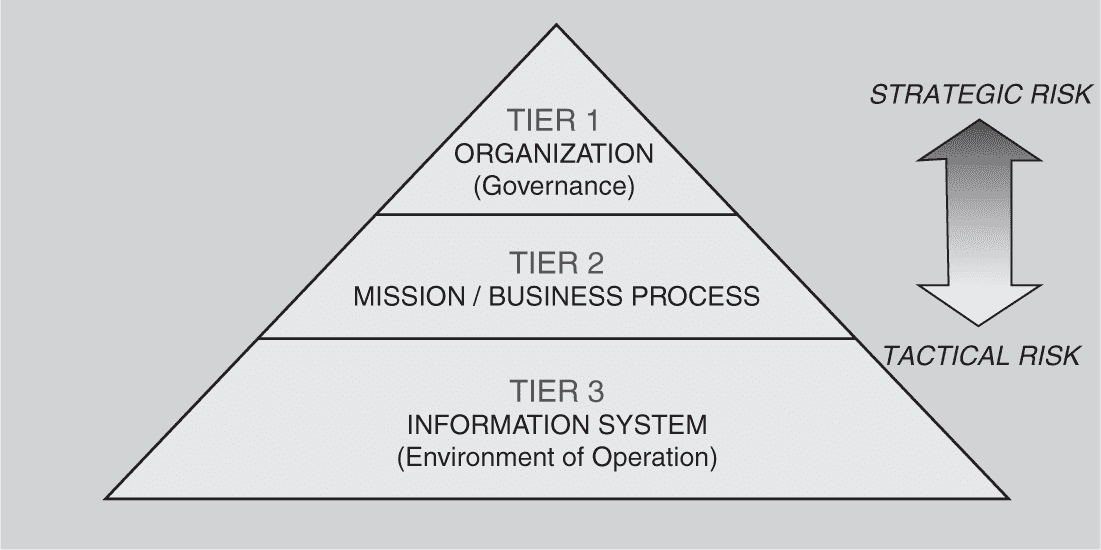 TIER 1
ORGANIZATION
(Governance)
STRATEGIC RISK
TIER 2
MISSION / BUSINESS PROCESS
TACTICAL RISK
TIER 3
INFORMATION SYSTEM
(Environment of Operation)